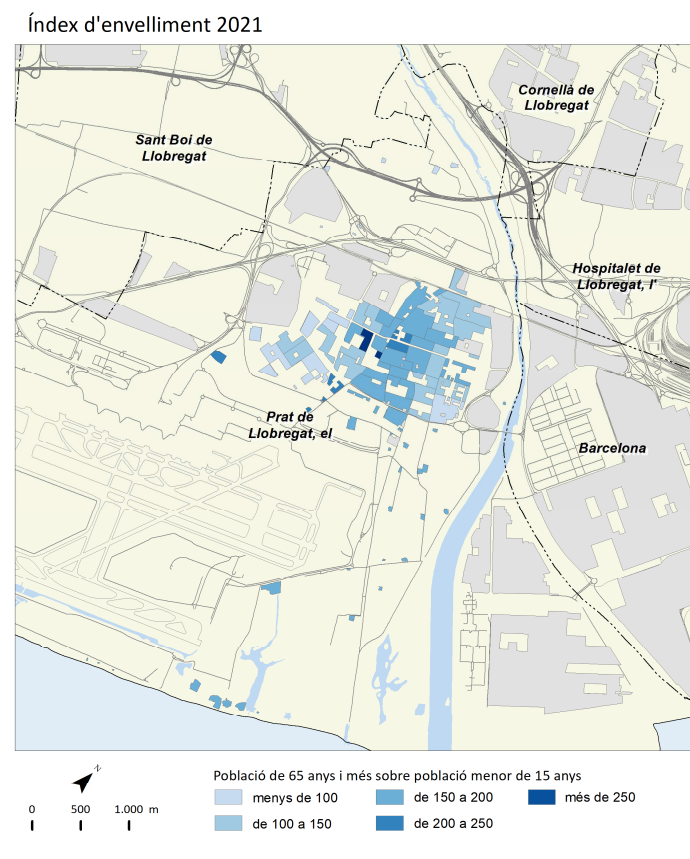 Índex d'envelliment 2021
Cornellà de
Llobregat
Sant Boi de
Llobregat
Hospitalet de
Llobregat, l'
Prat de
Llobregat, el
Barcelona
N
0 500 1.000 m
Població de 65 anys i més sobre població menor de 15 anys
menys de 100
de 150 a 200
més de 250
de 100 a 150
de 200 a 250